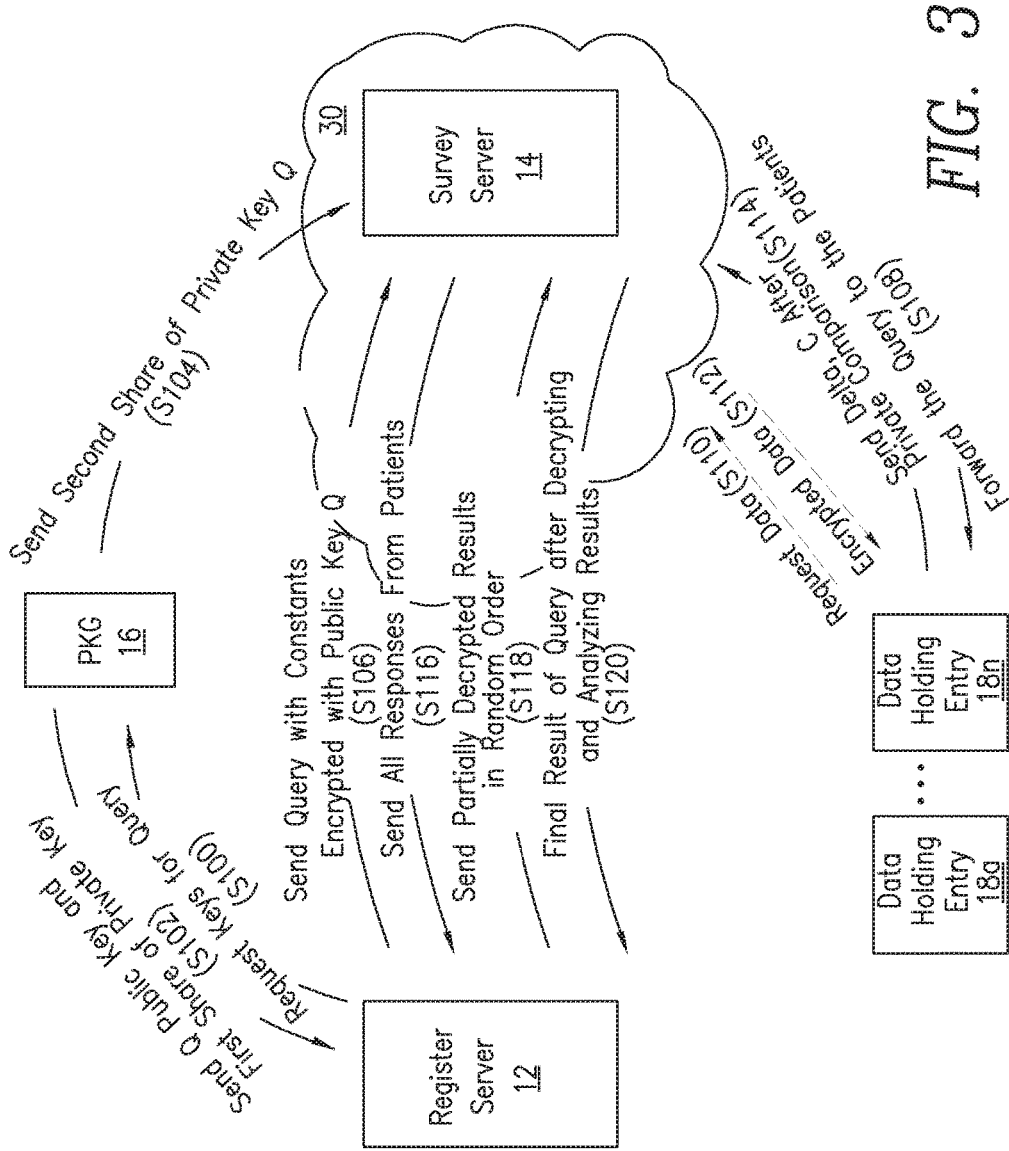 Send Second Share of Private Key Q
(S104)
PKG
16
Send Q Public Key and
First Share of Private Key
(S102)
Request Keys for Query
(S100)
30
Send Query with Constants
Encrypted with Public Key Q
(S106)
Send All Responses From Patients
(S116)
Send Partially Decrypted Results
in Random Order
(S118)
Final Result of Query after Decrypting
and Analyzing Results
(S120)
Survey
Server
14
Register
Server
12
Request Data(S110)
Encrypted Data (S112)
Send Delta, C After
Private Comparison(S114)
Forward the Query to the Patients
(S108)
Data
Holding
Entry
18a
...
Data
Holding
Entry
18n
FIG. 3